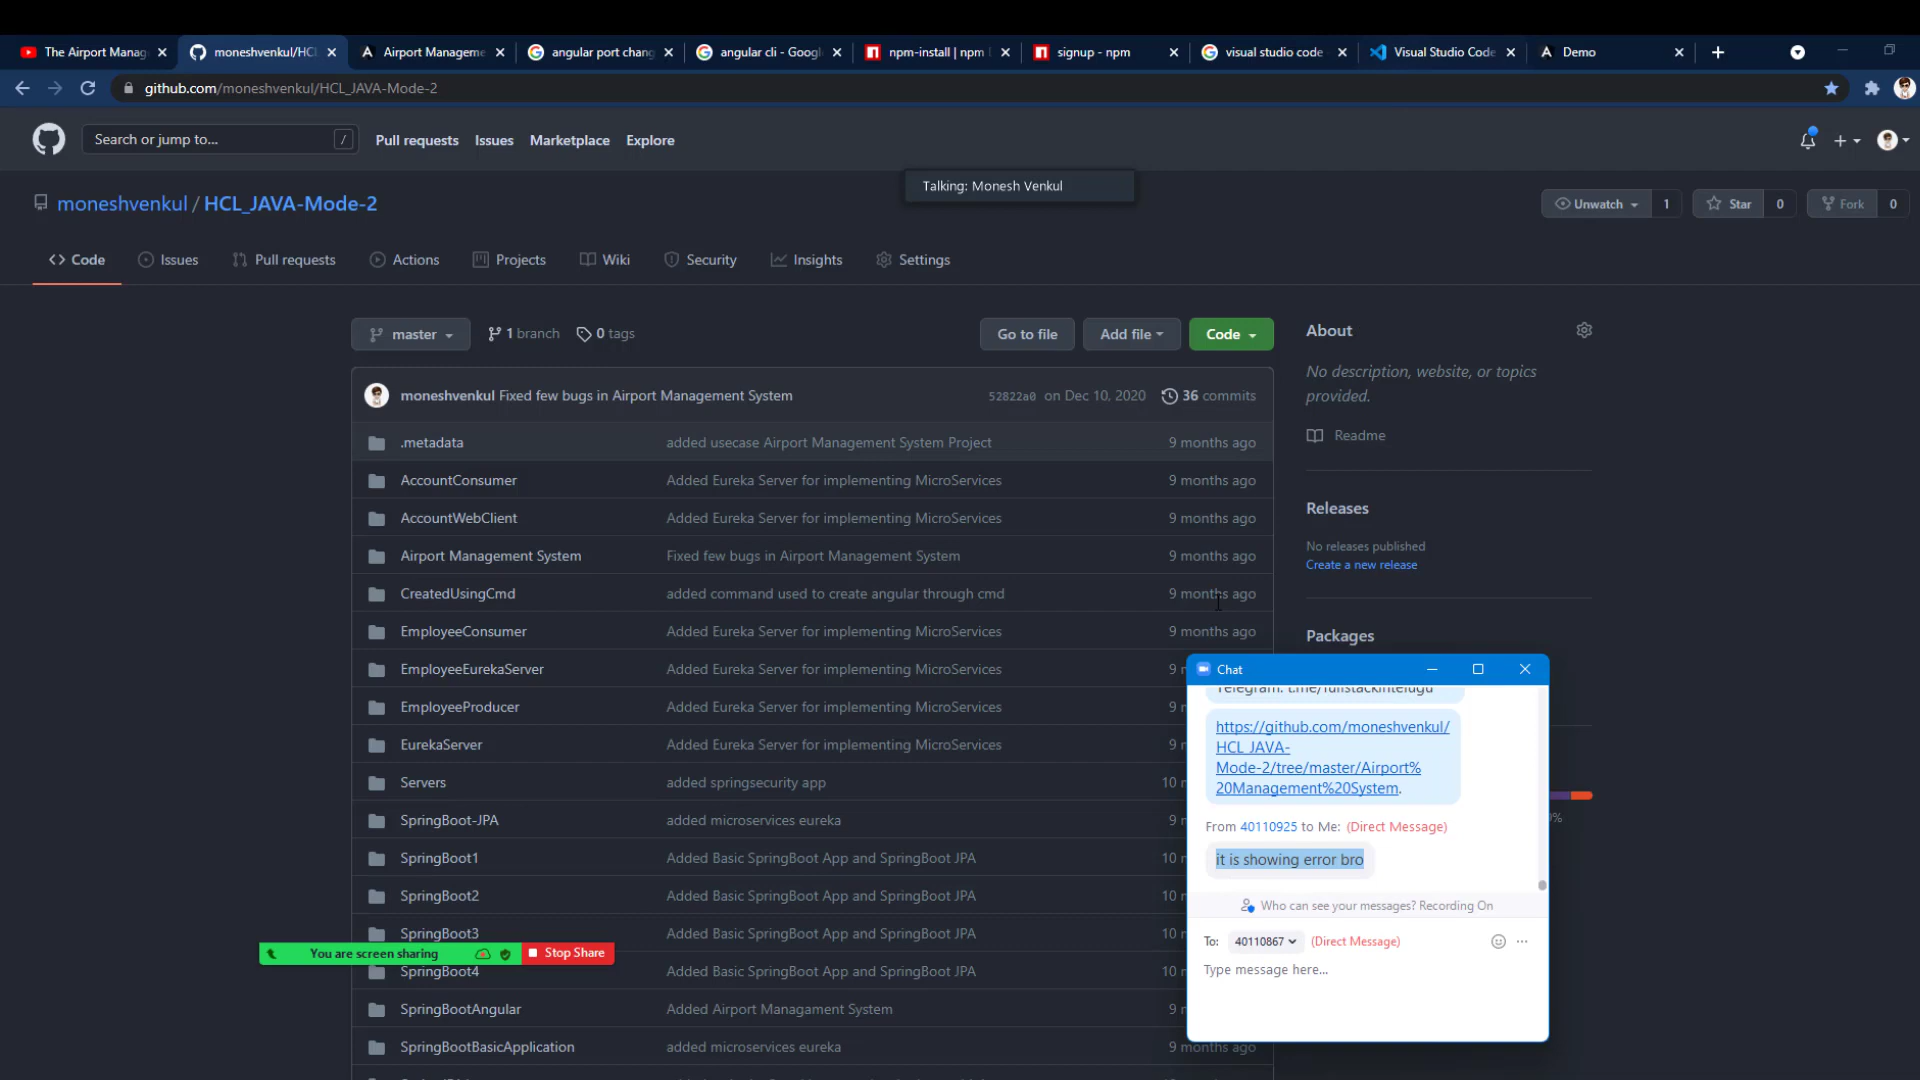 The Airport Manag
moneshvenkul/HC
Airport Manageme
angular port chang
angular cli - Googl
npm-install | npm
signup - npm
visual studio code
Visual Studio Code
Demo
github.com/moneshvenkul/HCL_JAVA-Mode-2
Search or jump to...
/
Pull requests
Issues
Marketplace
Explore
Talking: Monesh Venkul
moneshvenkul / HCL_JAVA-Mode-2
Unwatch
1
Star
0
Fork
0
Code
Issues
Pull requests
Actions
Projects
Wiki
Security
Insights
Settings
master
1 branch
0 tags
Go to file
Add file
Code
About
No description, website, or topics
provided.
Readme
moneshvenkul Fixed few bugs in Airport Management System
52822a0 on Dec 10, 2020
36 commits
.metadata added usecase Airport Management System Project 9 months ago
AccountConsumer Added Eureka Server for implementing MicroServices 9 months ago
AccountWebClient Added Eureka Server for implementing MicroServices 9 months ago
Airport Management System Fixed few bugs in Airport Management System 9 months ago
CreatedUsingCmd added command used to create angular through cmd 9 months ago
EmployeeConsumer Added Eureka Server for implementing MicroServices 9 months ago
EmployeeEurekaServer Added Eureka Server for implementing MicroServices 9 m
EmployeeProducer Added Eureka Server for implementing MicroServices 9 m
EurekaServer Added Eureka Server for implementing MicroServices 9 m
Servers added springsecurity app 10 m
SpringBoot-JPA added microservices eureka 9 m
SpringBoot1 Added Basic SpringBoot App and SpringBoot JPA 10 m
SpringBoot2 Added Basic SpringBoot App and SpringBoot JPA 10 m
SpringBoot3 Added Basic SpringBoot App and SpringBoot JPA 10 m
SpringBoot4 Added Basic SpringBoot App and SpringBoot JPA 10 m
SpringBootAngular Added Airport Managament System 9 m
SpringBootBasicApplication added microservices eureka 9 months ago
Releases
No releases published
Create a new release
Packages
You are screen sharing
Stop Share
Chat
Telegram: t.me/fullstackintelugu
https://github.com/moneshvenkul/
HCL_JAVA-
Mode-2/tree/master/Airport%
20Management%20System.
From 40110925 to Me: (Direct Message)
it is showing error bro
Who can see your messages? Recording On
To: 40110867 (Direct Message)
Type message here...